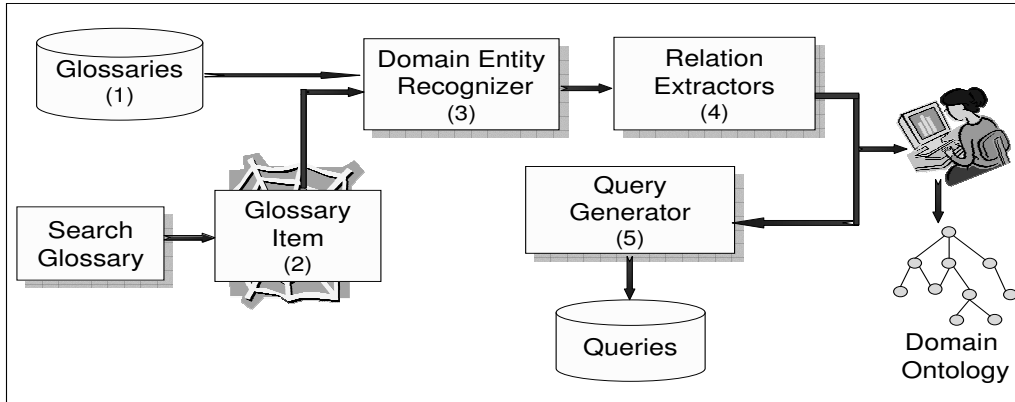 Glossaries
(1)
Domain Entity
Recognizer
(3)
Relation
Extractors
(4)
Search
Glossary
Glossary
Item
(2)
Query
Generator
(5)
Queries
Domain
Ontology